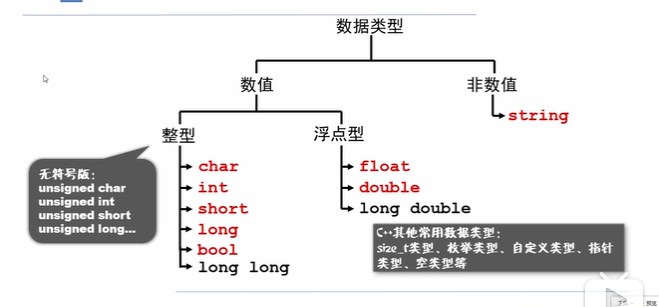 数据类型
数值
非数值
string
整型
浮点型
无符号版：
unsigned char
unsigned int
unsigned short
unsigned long...
char
int
short
long
bool
long long
float
double
long double
C++其他常用数据类型：
size_t类型、枚举类型、自定义类型、指针
类型、空类型等